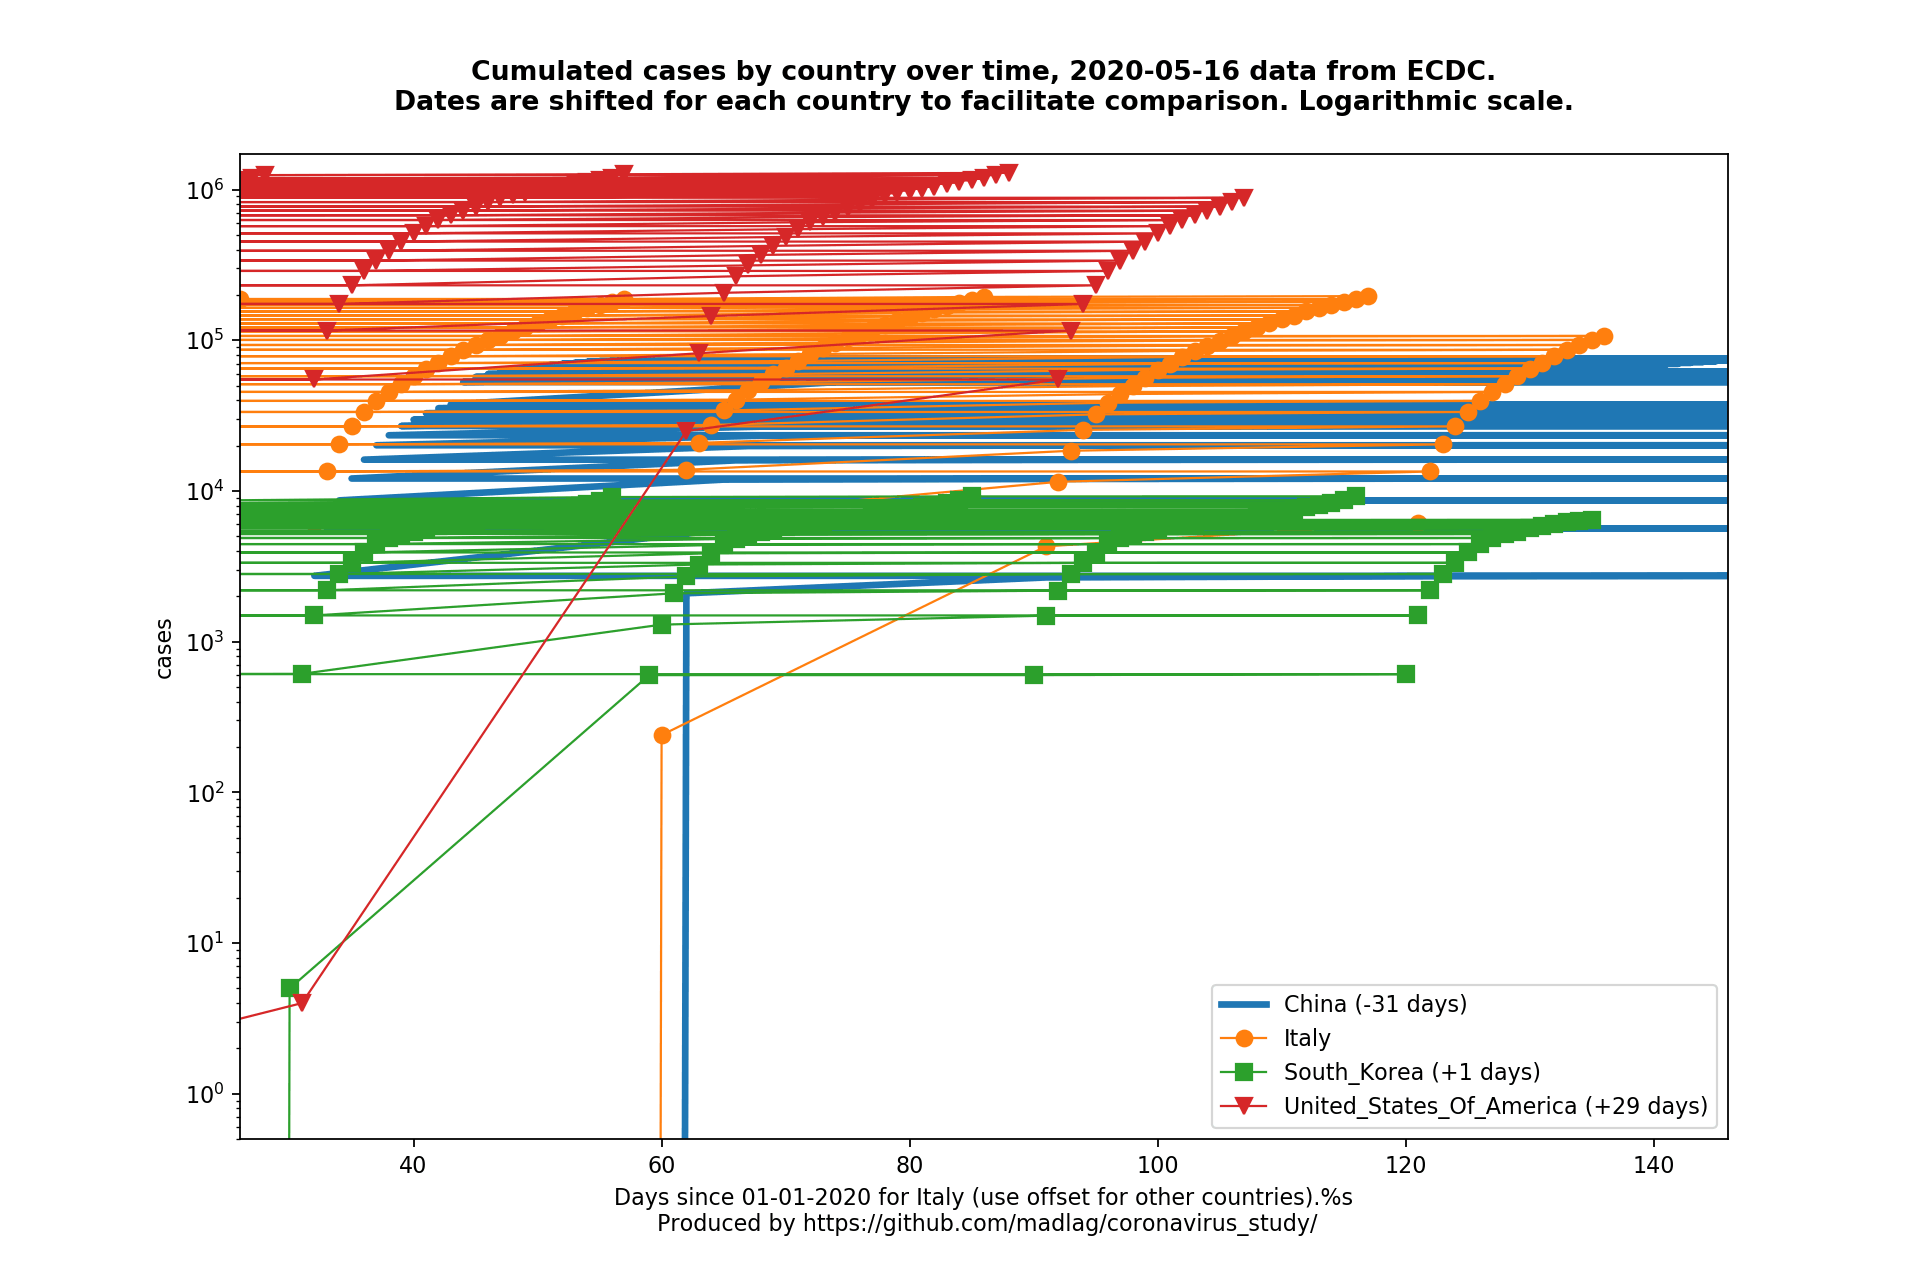 Cumulated cases by country over time, 2020-05-16 data from ECDC.
Dates are shifted for each country to facilitate comparison. Logarithmic scale.
10^6
10^5
10^4
10^3
10^2
10^1
10^0
cases
40 60 80 100 120 140
China (-31 days)
Italy
South_Korea (+1 days)
United_States_Of_America (+29 days)
Days since 01-01-2020 for Italy (use offset for other countries).%s
Produced by https://github.com/madlag/coronavirus_study/